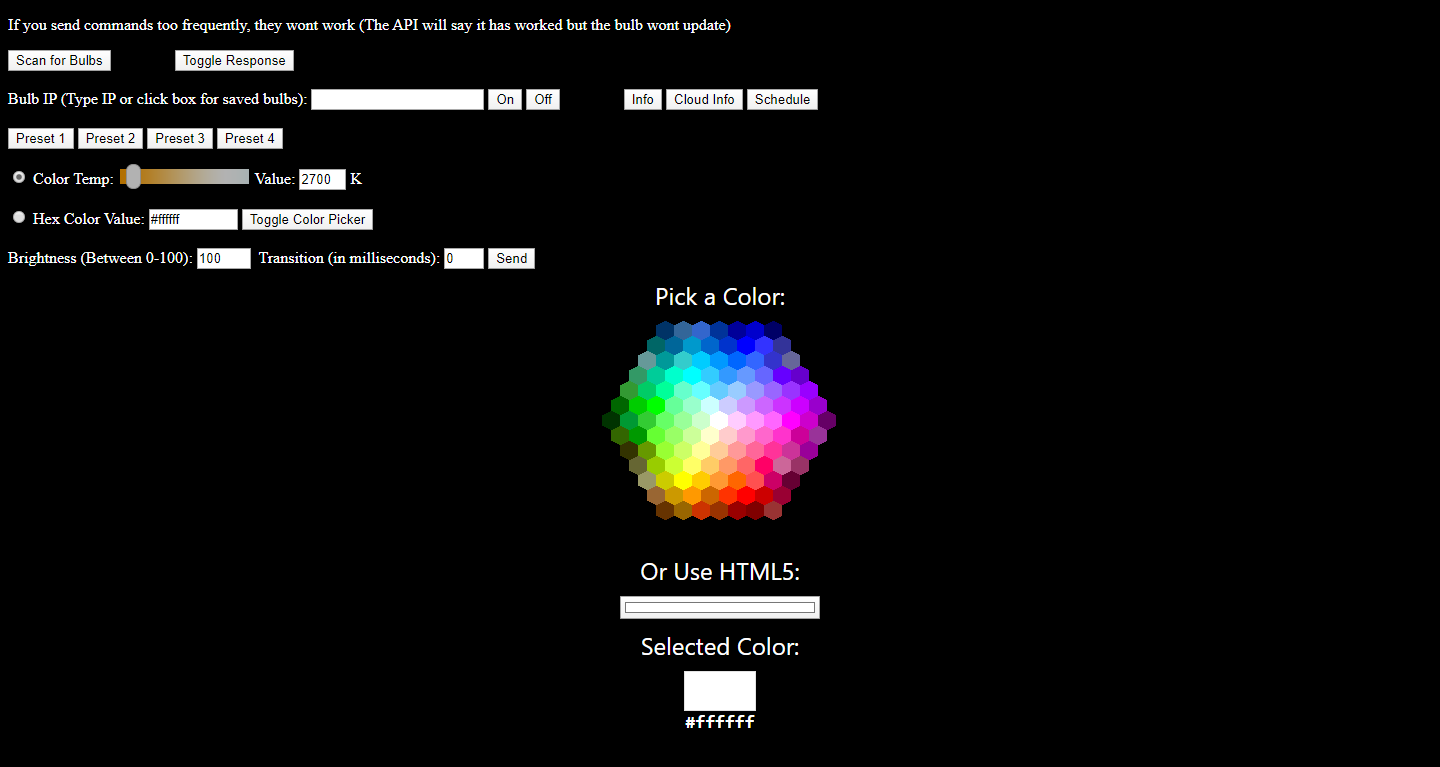 If you send commands too frequently, they wont work (The API will say it has worked but the bulb wont update)
Scan for Bulbs Toggle Response
Bulb IP (Type IP or click box for saved bulbs): On Off Info Cloud Info Schedule
Preset 1 Preset 2 Preset 3 Preset 4
Color Temp: Value: 2700 K
Hex Color Value: #ffffff Toggle Color Picker
Brightness (Between 0-100): 100 Transition (in milliseconds): 0 Send
Pick a Color:
Or Use HTML5:
Selected Color:
#ffffff